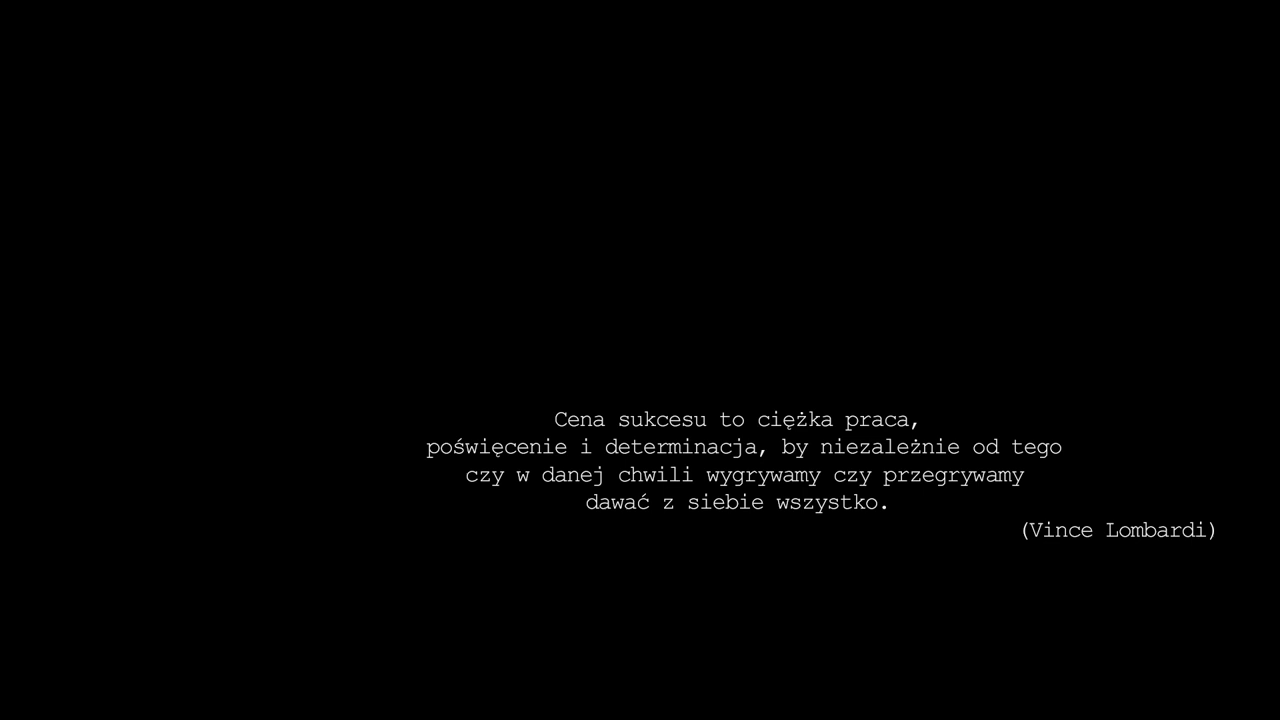 Cena sukcesu to ciężka praca,
poświęcenie i determinacja, by niezależnie od tego
czy w danej chwili wygrywamy czy przegrywamy
dawać z siebie wszystko.
(Vince Lombardi)